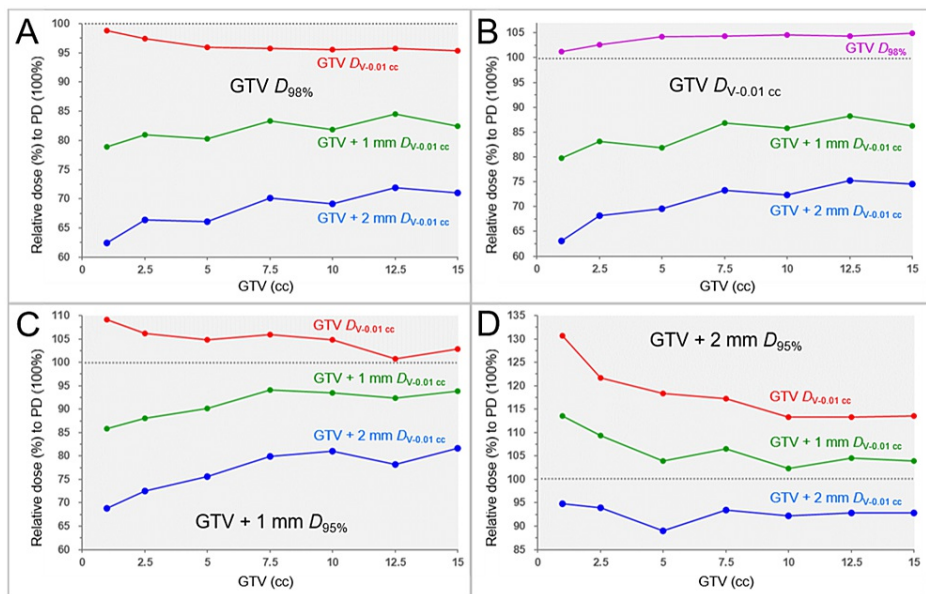 A
Relative dose (%) to PD (100%)
100
95
90
85
80
75
70
65
60
0
2.5
5
7.5
10
12.5
15
GTV (cc)
GTV D98%
GTV DV-0.01 cc
GTV + 1 mm DV-0.01 cc
GTV + 2 mm DV-0.01 cc
B
Relative dose (%) to PD (100%)
105
100
95
90
85
80
75
70
65
60
0
2.5
5
7.5
10
12.5
15
GTV (cc)
GTV D98%
GTV DV-0.01 cc
GTV + 1 mm DV-0.01 cc
GTV + 2 mm DV-0.01 cc
C
Relative dose (%) to PD (100%)
110
105
100
95
90
85
80
75
70
65
60
0
2.5
5
7.5
10
12.5
15
GTV (cc)
GTV DV-0.01 cc
GTV + 1 mm DV-0.01 cc
GTV + 2 mm DV-0.01 cc
GTV + 1 mm D95%
D
Relative dose (%) to PD (100%)
135
130
125
120
115
110
105
100
95
90
85
0
2.5
5
7.5
10
12.5
15
GTV (cc)
GTV + 2 mm D95%
GTV DV-0.01 cc
GTV + 1 mm DV-0.01 cc
GTV + 2 mm DV-0.01 cc